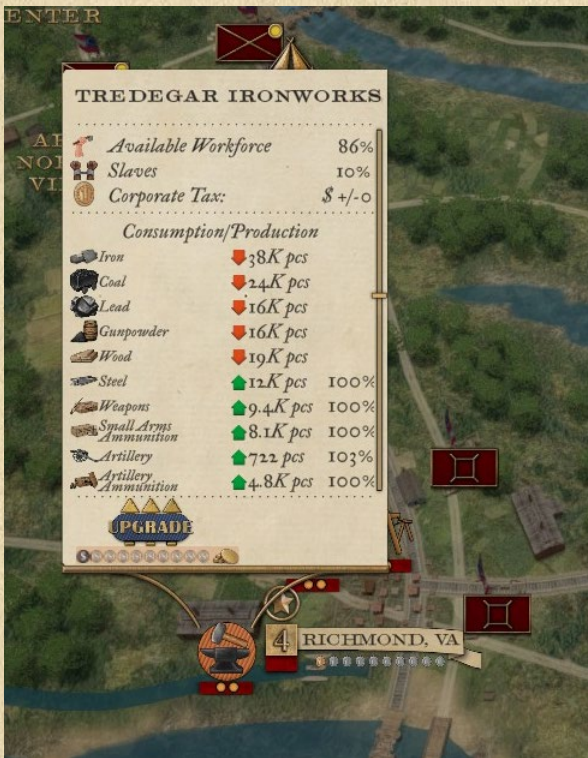 ENTER
TREDEGAR IRONWORKS
Available Workforce 86%
Slaves 10%
Corporate Tax: $ +/-0
Consumption/Production
Iron 38K pcs
Coal 24K pcs
Lead 16K pcs
Gunpowder 16K pcs
Wood 19K pcs
Steel 12K pcs 100%
Weapons 9.4K pcs 100%
Small Arms
Ammunition 8.1K pcs 100%
Artillery 722 pcs 103%
Artillery
Ammunition 4.8K pcs 100%
UPGRADE
4 RICHMOND, VA